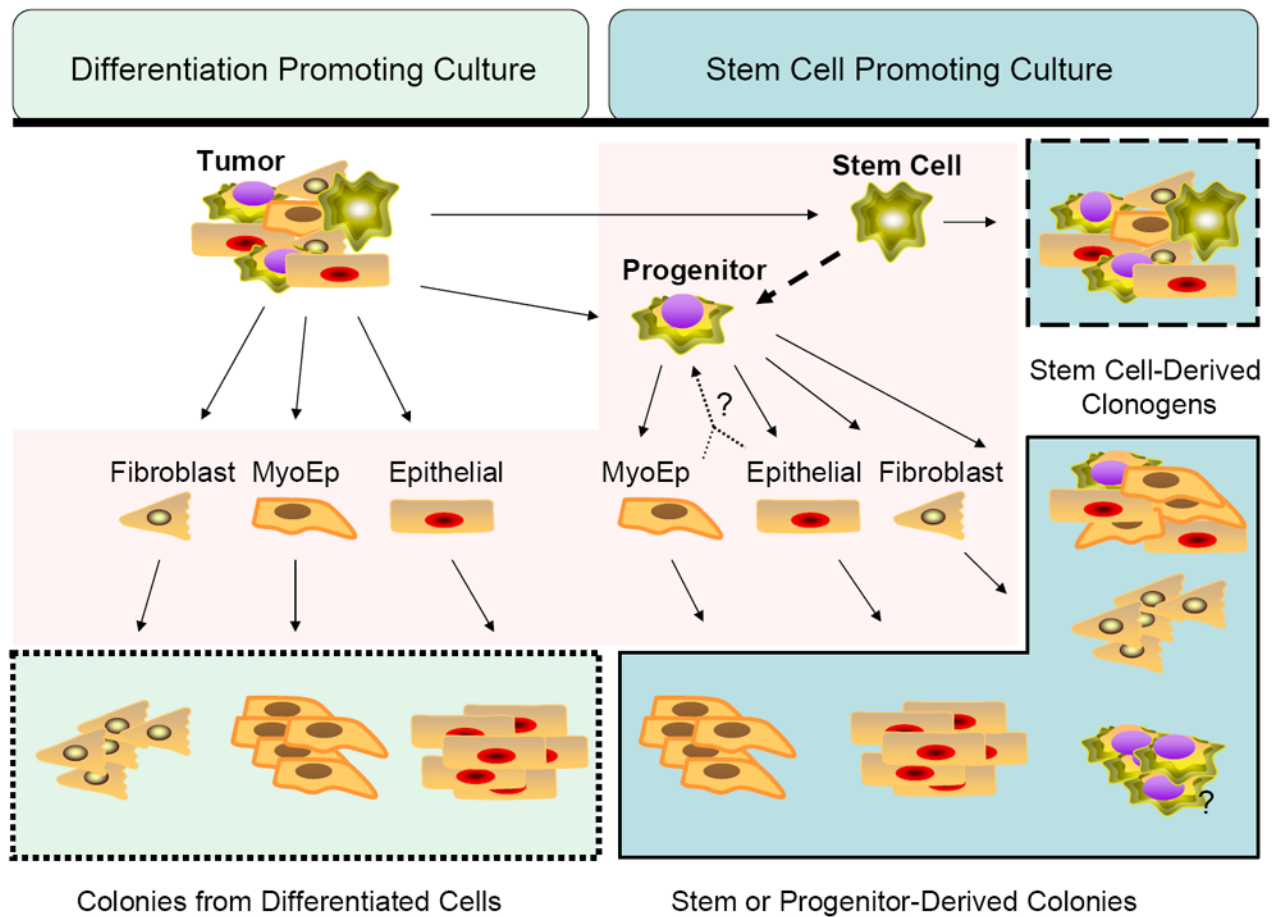 Differentiation Promoting Culture
Stem Cell Promoting Culture
Tumor
Stem Cell
Progenitor
Stem Cell-Derived
Clonogens
?
Fibroblast
MyoEp
Epithelial
MyoEp
Epithelial
Fibroblast
?
Colonies from Differentiated Cells
Stem or Progenitor-Derived Colonies